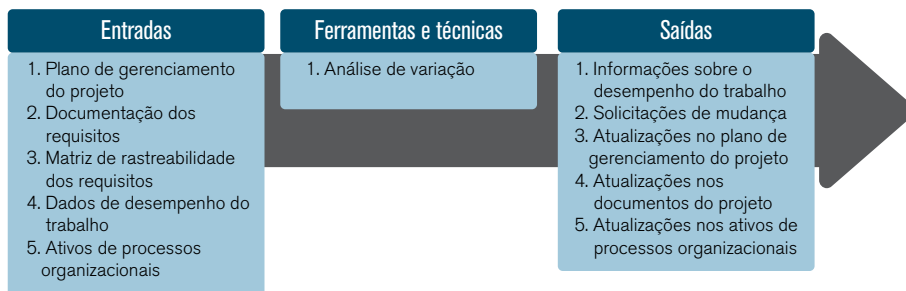 Entradas
1. Plano de gerenciamento
do projeto
2. Documentação dos
requisitos
3. Matriz de rastreabilidade
dos requisitos
4. Dados de desempenho do
trabalho
5. Ativos de processos
organizacionais
Ferramentas e técnicas
1. Análise de variação
Saídas
1. Informações sobre o
desempenho do trabalho
2. Solicitações de mudança
3. Atualizações no plano de
gerenciamento do projeto
4. Atualizações nos
documentos do projeto
5. Atualizações nos ativos de
processos organizacionais